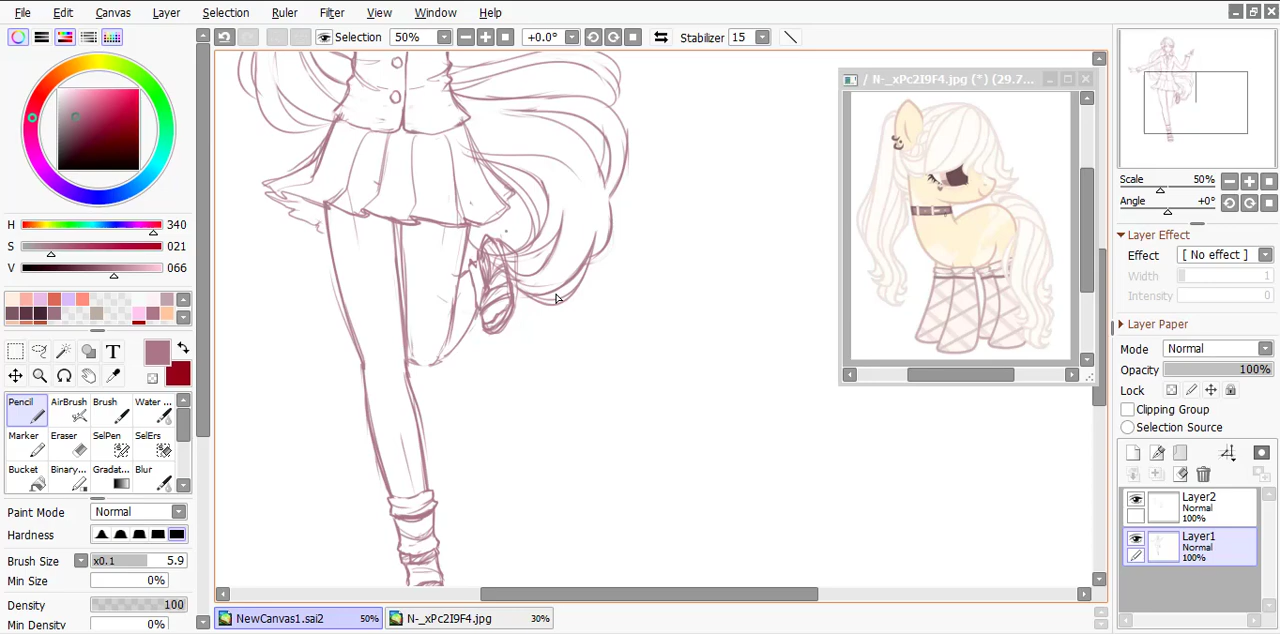 File Edit Canvas Layer Selection Ruler Filter View Window Help
Selection 50% +0.0° Stabilizer 15
/ N-_xPc2I9F4.jpg (*) (29.7...
H 340
S 021
V 066
T
Pencil AirBrush Brush Water ...
Marker Eraser SelPen SelErs
Bucket Binary... Gradat... Blur
Paint Mode Normal
Hardness
Brush Size x0.1 5.9
Min Size 0%
Density 100
Min Density 0%
NewCanvas1.sai2 50% N-_xPc2I9F4.jpg 30%
Scale 50%
Angle +0°
Layer Effect
Effect [ No effect ]
Width 1
Intensity 1
Layer Paper
Mode Normal
Opacity 100%
Lock
Clipping Group
Selection Source
Layer2
Normal
100%
Layer1
Normal
100%